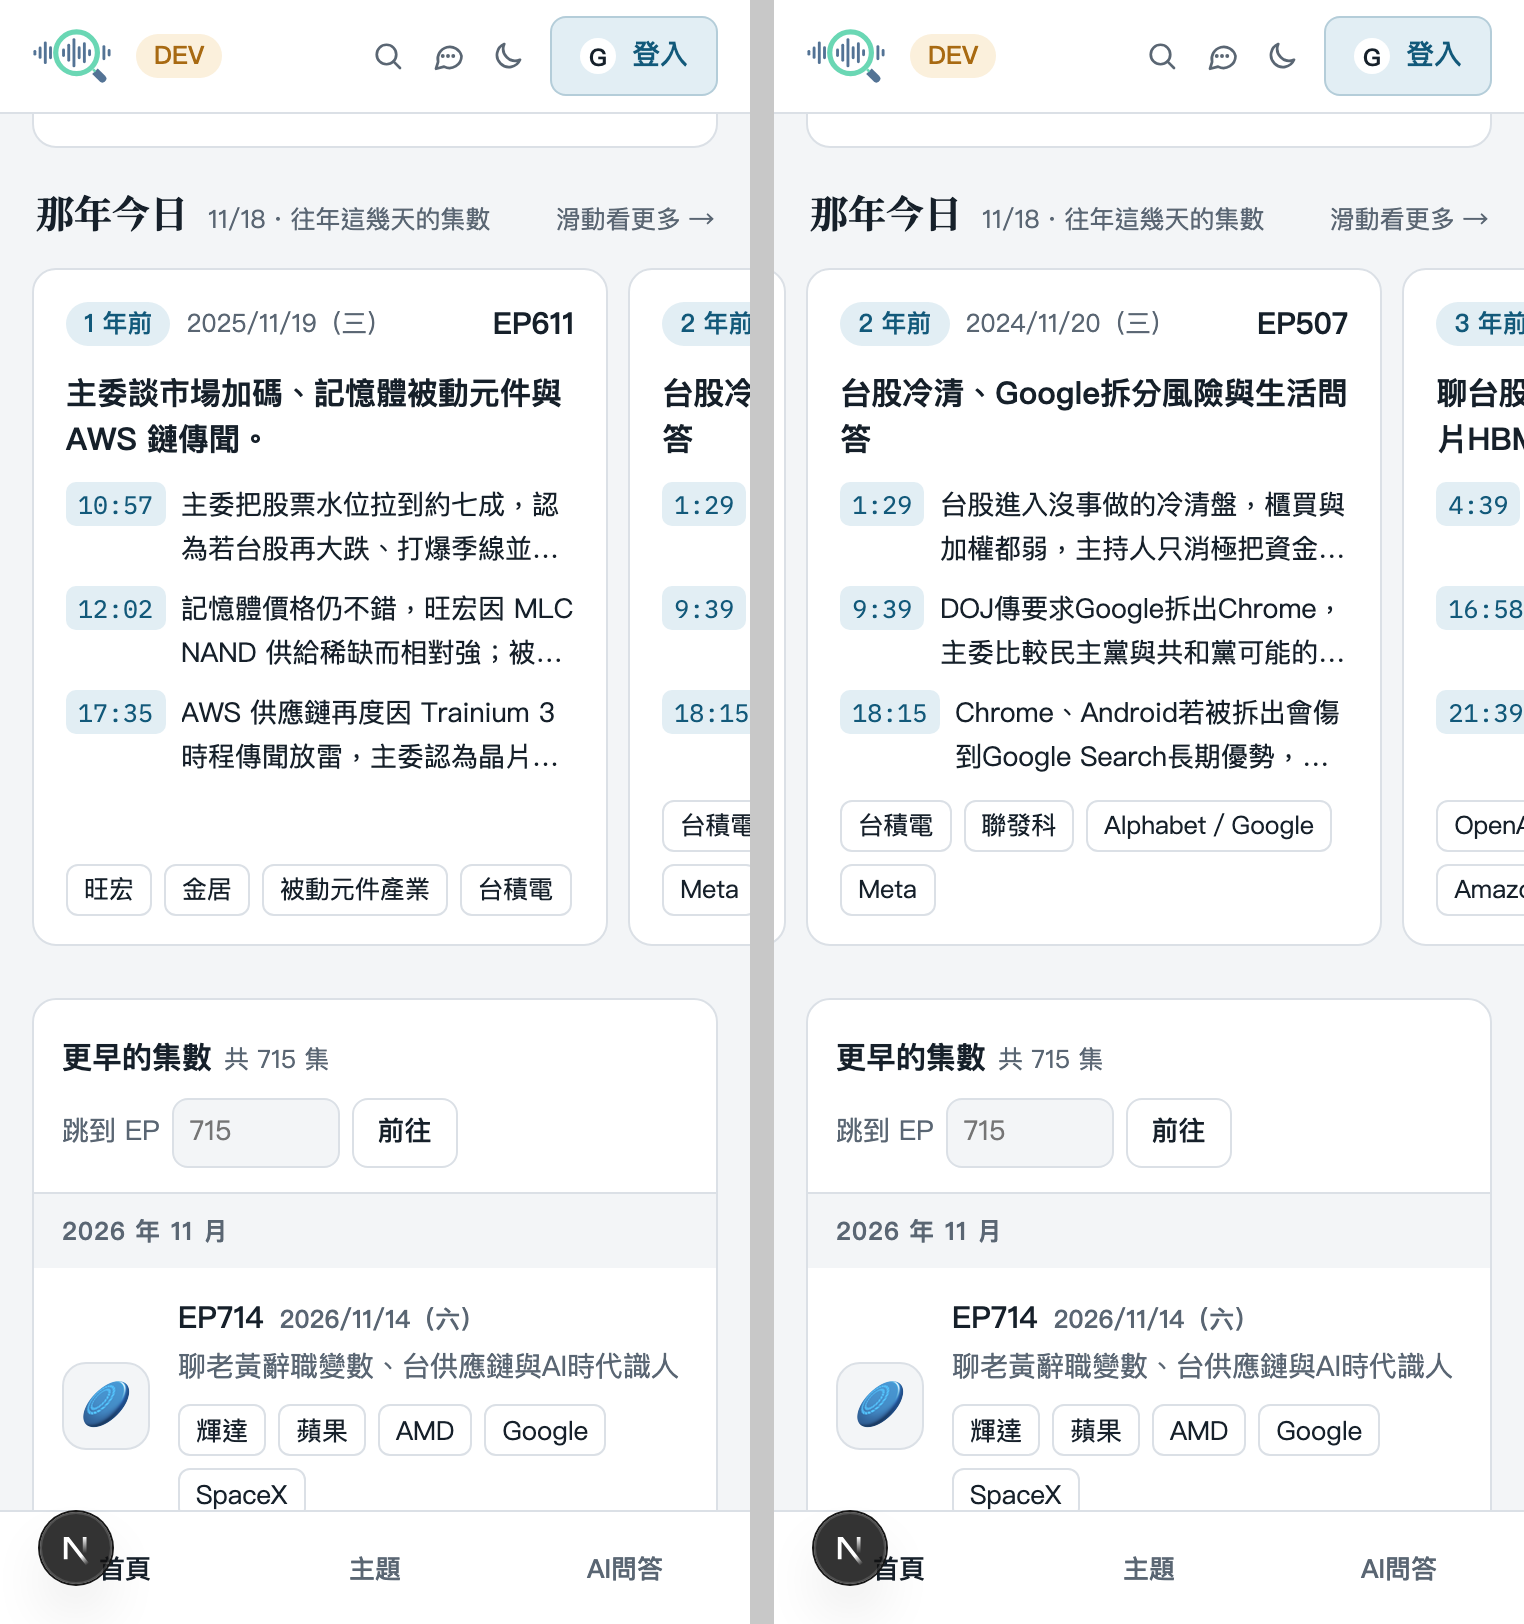 DEV
G 登入
那年今日 11/18・往年這幾天的集數 滑動看更多 →
1 年前 2025/11/19（三） EP611
主委談市場加碼、記憶體被動元件與
AWS 鏈傳聞。
10:57 主委把股票水位拉到約七成，認
為若台股再大跌、打爆季線並…
12:02 記憶體價格仍不錯，旺宏因 MLC
NAND 供給稀缺而相對強；被…
17:35 AWS 供應鏈再度因 Trainium 3
時程傳聞放雷，主委認為晶片…
旺宏 金居 被動元件產業 台積電
2 年前
台股冷
答
1:29
9:39
18:15
台積電
Meta
更早的集數 共 715 集
跳到 EP 715 前往
2026 年 11 月
EP714 2026/11/14（六）
聊老黃辭職變數、台供應鏈與AI時代識人
輝達 蘋果 AMD Google
SpaceX
N 首頁 主題 AI問答
DEV
G 登入
那年今日 11/18・往年這幾天的集數 滑動看更多 →
2 年前 2024/11/20（三） EP507
台股冷清、Google拆分風險與生活問
答
1:29 台股進入沒事做的冷清盤，櫃買與
加權都弱，主持人只消極把資金…
9:39 DOJ傳要求Google拆出Chrome，
主委比較民主黨與共和黨可能的…
18:15 Chrome、Android若被拆出會傷
到Google Search長期優勢，…
台積電 聯發科 Alphabet / Google
Meta
3 年前
聊台股
片HBM
4:39
16:58
21:39
OpenA
Amazo
更早的集數 共 715 集
跳到 EP 715 前往
2026 年 11 月
EP714 2026/11/14（六）
聊老黃辭職變數、台供應鏈與AI時代識人
輝達 蘋果 AMD Google
SpaceX
N 首頁 主題 AI問答